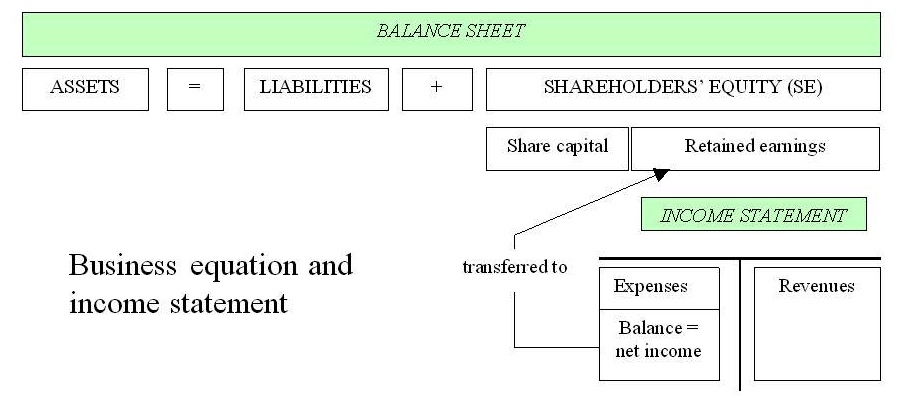 BALANCE SHEET
ASSETS
=
LIABILITIES
+
SHAREHOLDERS’ EQUITY (SE)
Share capital
Retained earnings
INCOME STATEMENT
Business equation and
income statement
transferred to
Expenses
Revenues
Balance =
net income